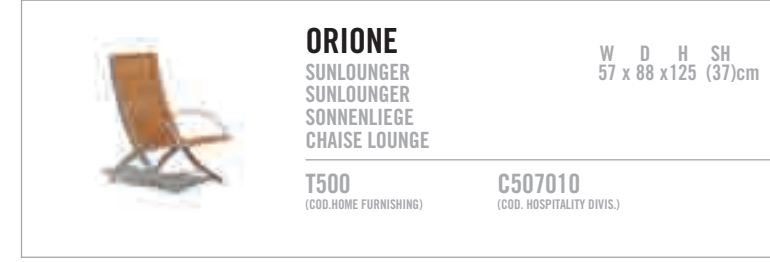 ORIONE
SUNLOUNGER
SUNLOUNGER
SONNENLIEGE
CHAISE LOUNGE
W D H SH
57 x 88 x125 (37)cm
T500
(COD.HOME FURNISHING)
C507010
(COD. HOSPITALITY DIVIS.)